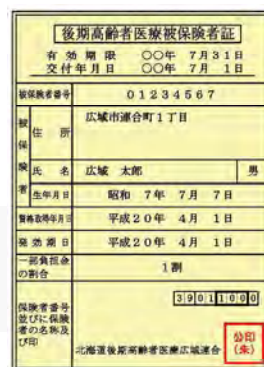 後期高齢者医療被保険者証
有効期限 〇〇年 7月31日
交付年月日 〇〇年 7月 1日
被保険者番号 01234567
被保険者
住所 広域市連合町1丁目
氏名 広域 太郎 男
生年月日 昭和 7年 7月 7日
資格取得年月日 平成20年 4月 1日
発効期日 平成20年 4月 1日
一部負担金の割合 1割
保険者番号並びに保険者の名称及び印
39011000
北海道後期高齢者医療広域連合
公印(朱)